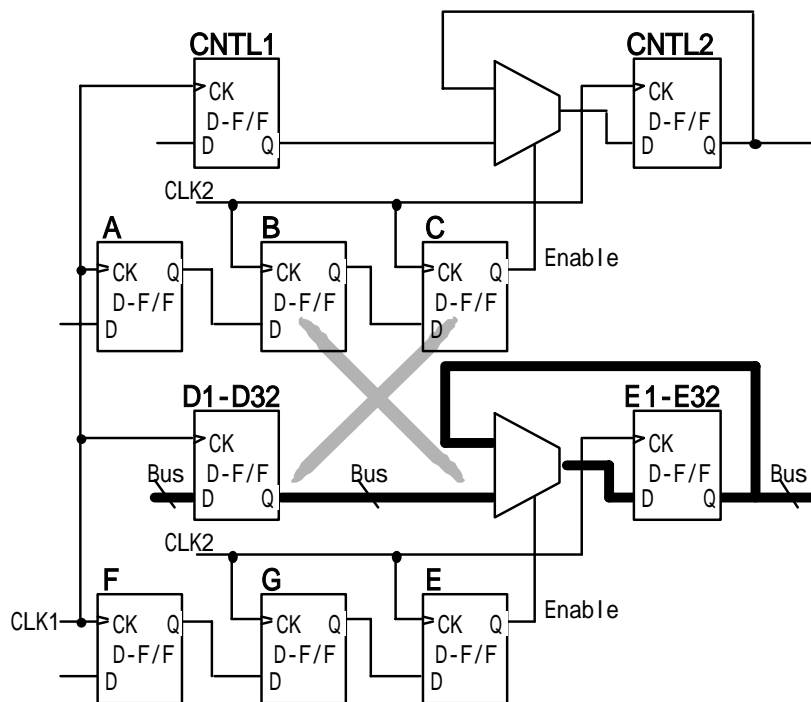 CNTL1
CNTL2
CK
D-F/F
D Q
CK
D-F/F
D Q
CLK2
A
B
C
CK Q
D-F/F
D
CK Q
D-F/F
D
CK Q
D-F/F
D
Enable
D1-D32
E1-E32
Bus
CK
D-F/F
D Q
Bus
CK
D-F/F
D Q
Bus
CLK2
F
G
E
CLK1
CK Q
D-F/F
D
CK Q
D-F/F
D
CK Q
D-F/F
D
Enable